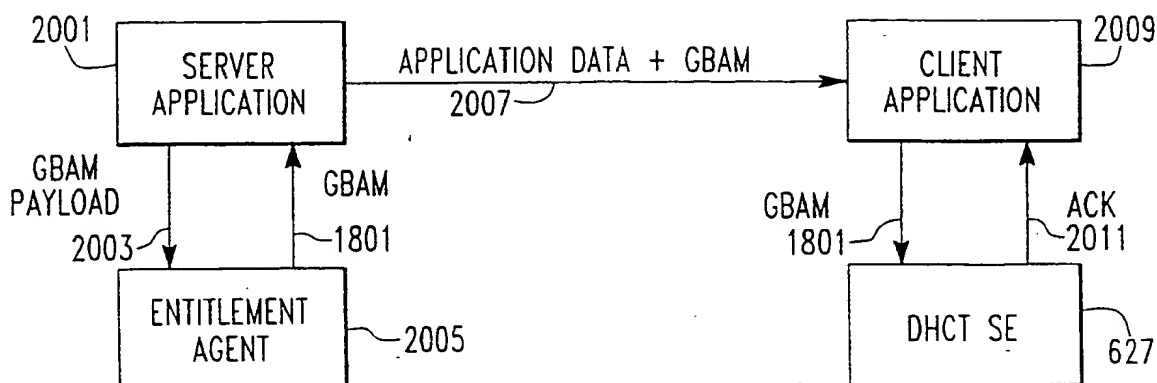 2001
SERVER
APPLICATION
APPLICATION DATA + GBAM
2007
CLIENT
APPLICATION
2009
GBAM
PAYLOAD
2003
GBAM
1801
GBAM
1801
ACK
2011
ENTITLEMENT
AGENT
2005
DHCT SE
627